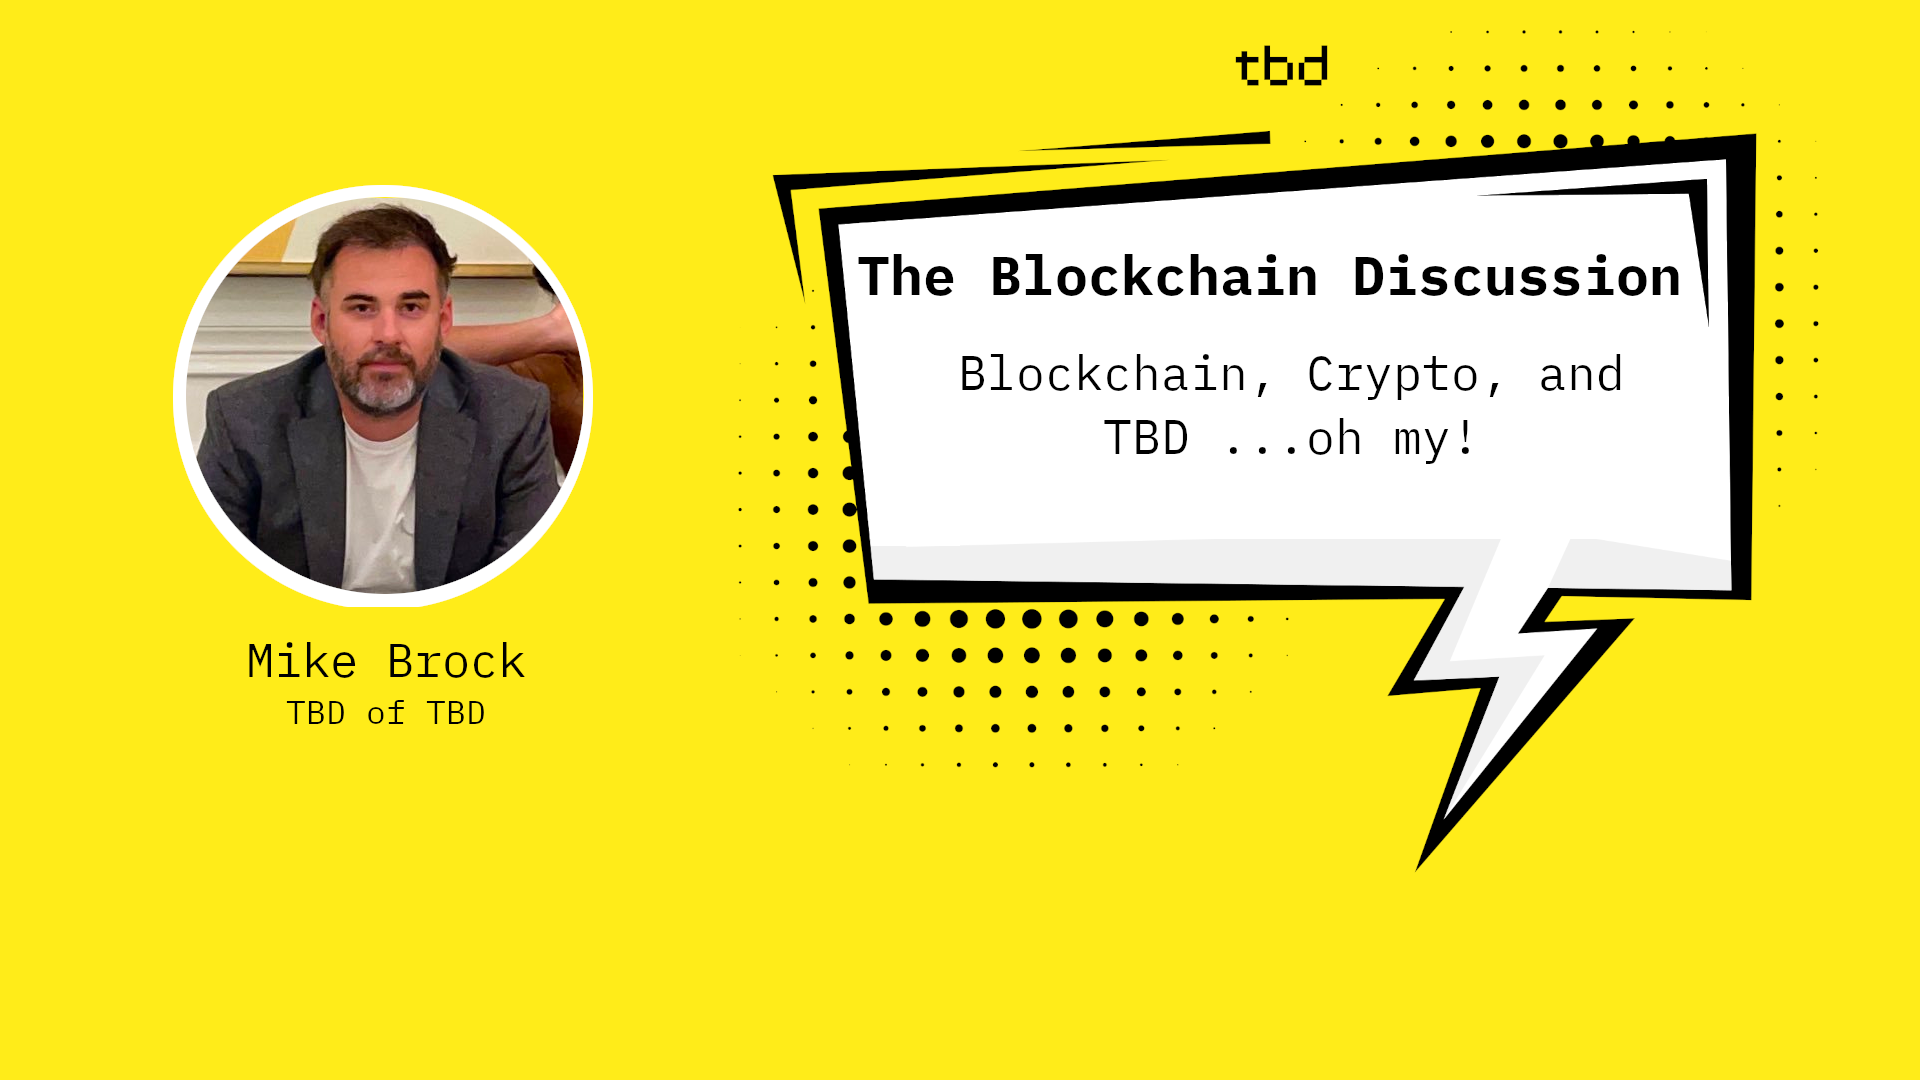 tbd
The Blockchain Discussion
Blockchain, Crypto, and
TBD ...oh my!
Mike Brock
TBD of TBD